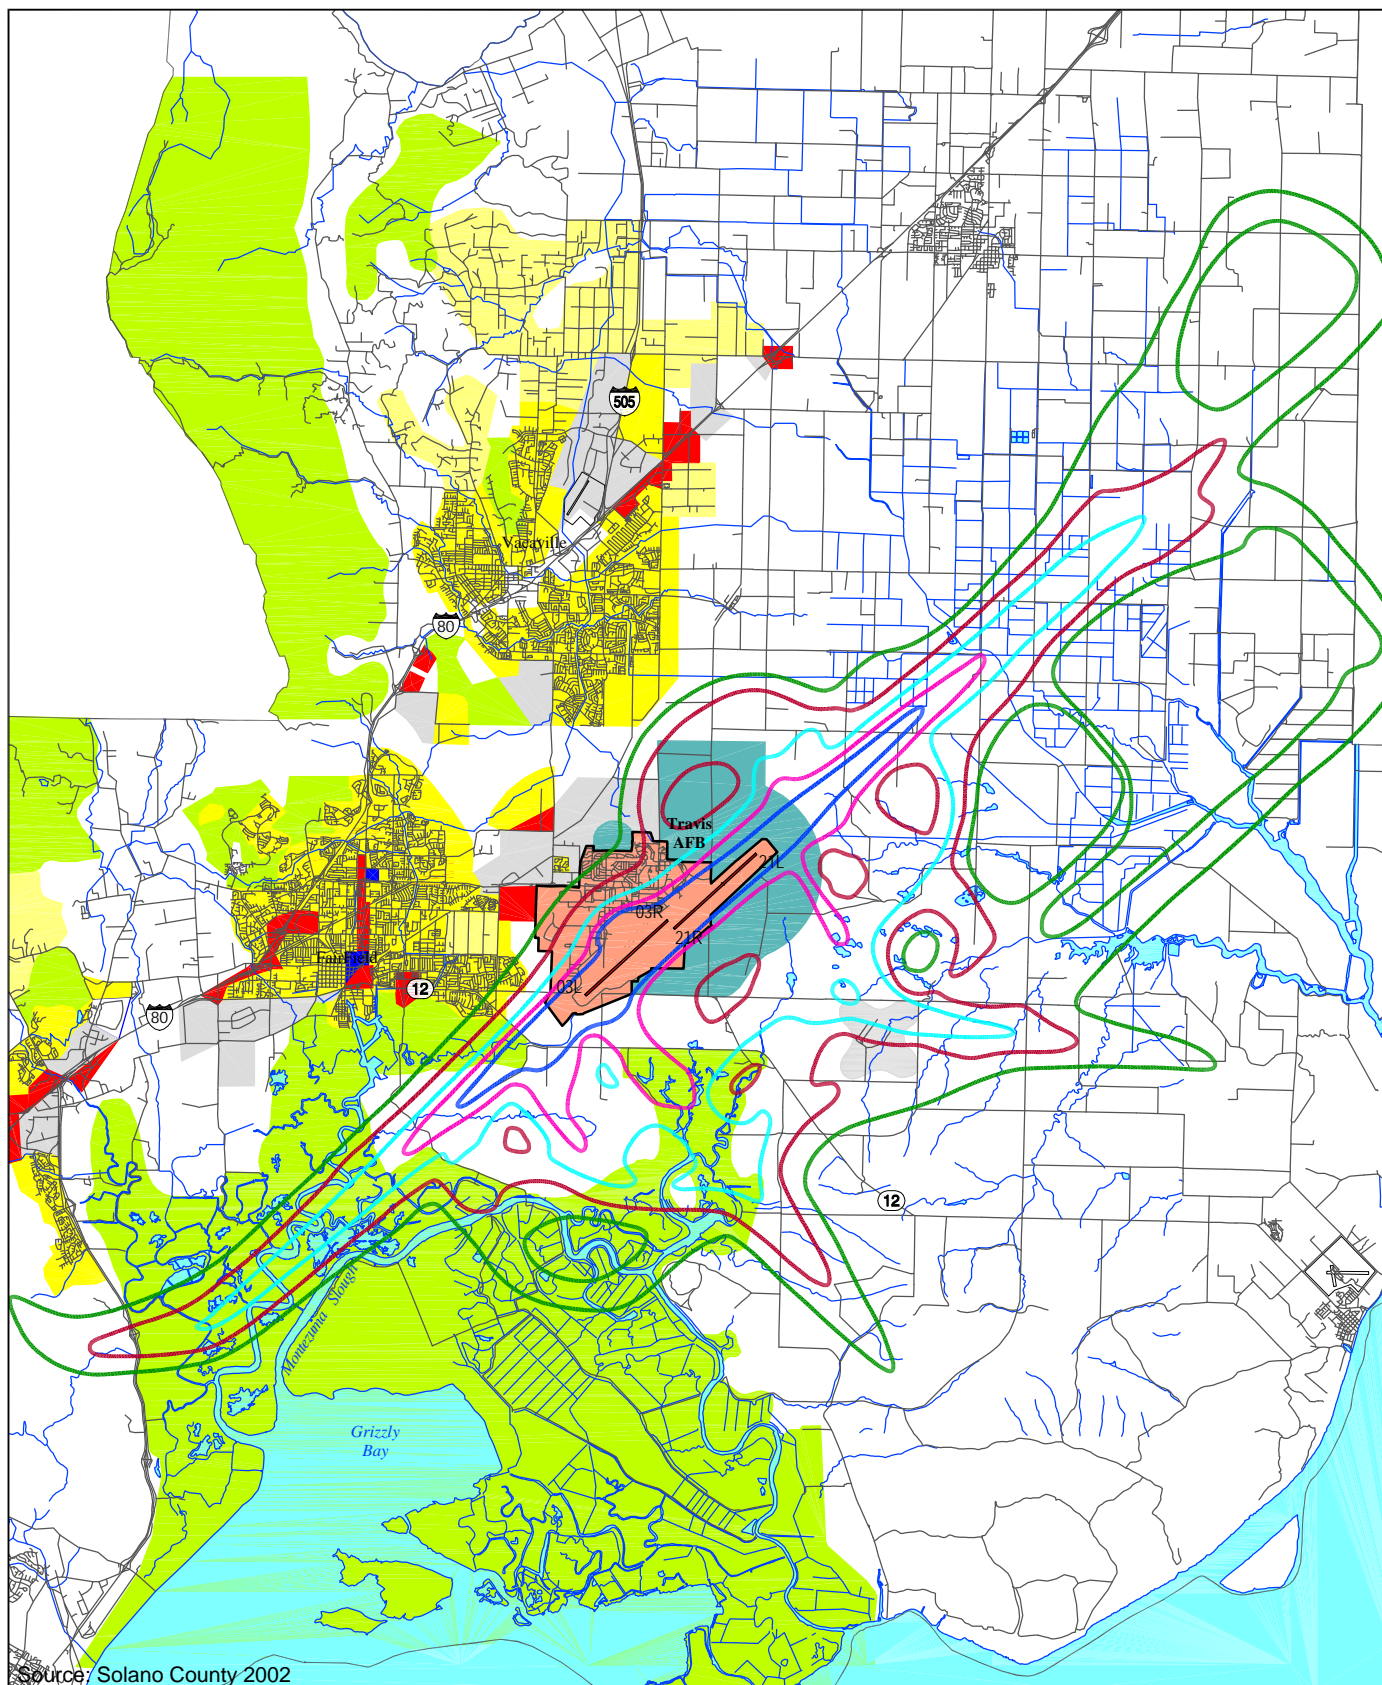 505
Vacaville
80
Travis
AFB
21L
03R
21R
Fairfield
03L
12
80
12
Montezuma Slough
Grizzly
Bay
Source: Solano County 2002